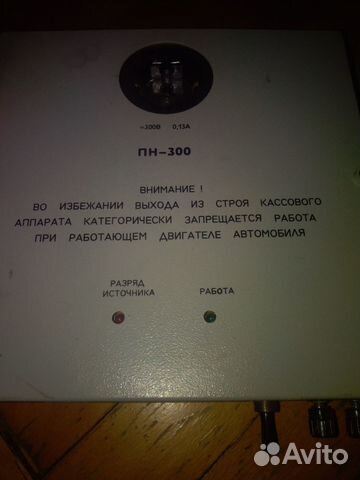 ~300В 0,13А
ПН-300
ВНИМАНИЕ !
ВО ИЗБЕЖАНИИ ВЫХОДА ИЗ СТРОЯ КАССОВОГО
АППАРАТА КАТЕГОРИЧЕСКИ ЗАПРЕЩАЕТСЯ РАБОТА
ПРИ РАБОТАЮЩЕМ ДВИГАТЕЛЕ АВТОМОБИЛЯ
РАЗРЯД
ИСТОЧНИКА
РАБОТА
Avito